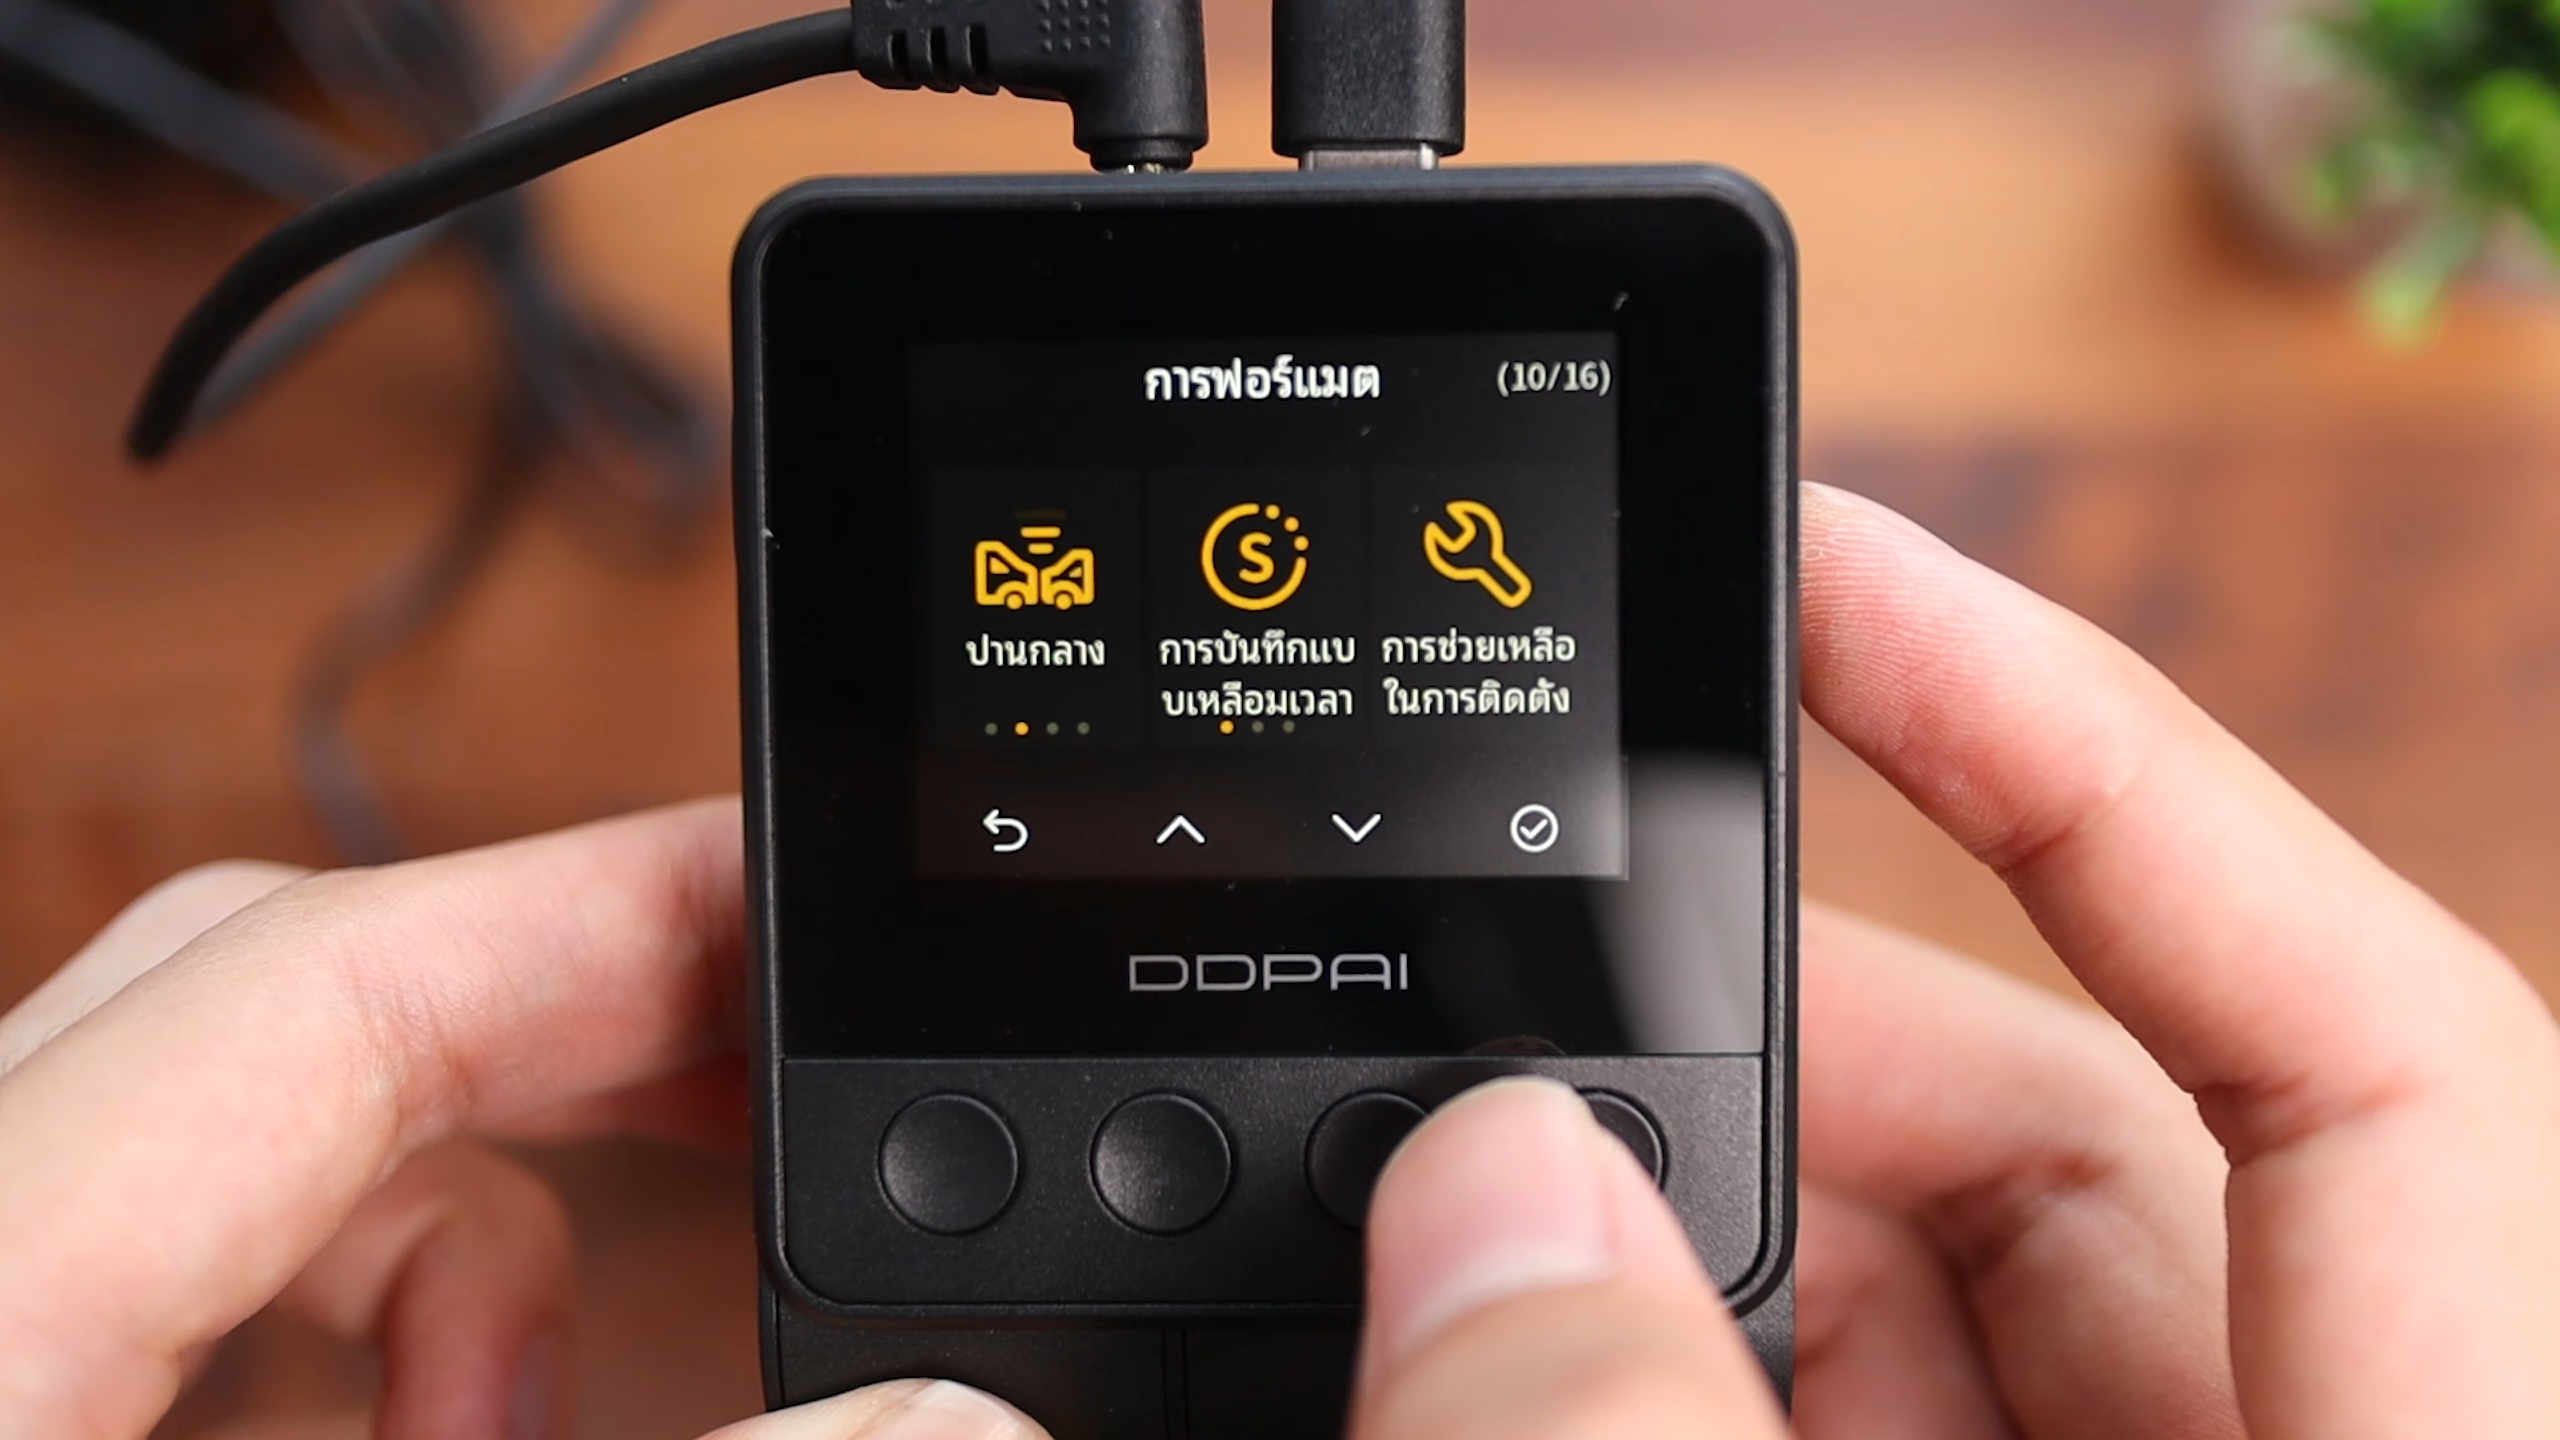 การฟอร์แมต (10/16)
S
ปานกลาง
การบันทึกแบ
บเหลือมเวลา
การช่วยเหลือ
ในการติดตั้ง
DDPAI